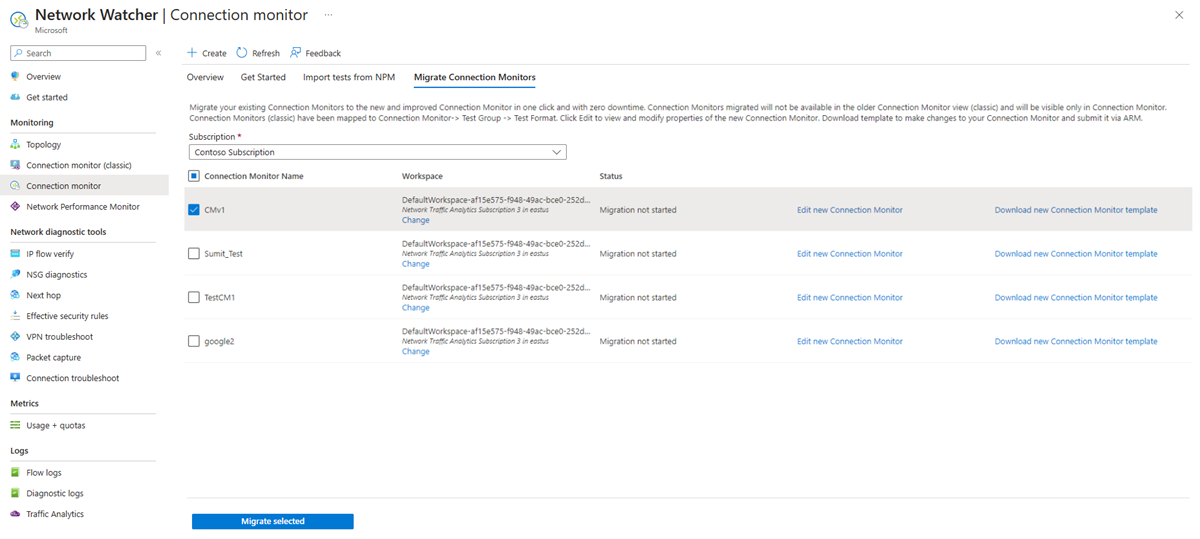 Network Watcher | Connection monitor ...
Microsoft
Search
«
Overview
Get started
Monitoring
Topology
Connection monitor (classic)
Connection monitor
Network Performance Monitor
Network diagnostic tools
IP flow verify
NSG diagnostics
Next hop
Effective security rules
VPN troubleshoot
Packet capture
Connection troubleshoot
Metrics
Usage + quotas
Logs
Flow logs
Diagnostic logs
Traffic Analytics
Create Refresh Feedback
Overview Get Started Import tests from NPM Migrate Connection Monitors
Migrate your existing Connection Monitors to the new and improved Connection Monitor in one click and with zero downtime. Connection Monitors migrated will not be available in the older Connection Monitor view (classic) and will be visible only in Connection Monitor.
Connection Monitors (classic) have been mapped to Connection Monitor-> Test Group -> Test Format. Click Edit to view and modify properties of the new Connection Monitor. Download template to make changes to your Connection Monitor and submit it via ARM.
Subscription *
Contoso Subscription
Connection Monitor Name Workspace Status
DefaultWorkspace-af15e575-f948-49ac-bce0-252d...
CMv1 Network Traffic Analytics Subscription 3 in eastus Migration not started Edit new Connection Monitor Download new Connection Monitor template
Change
DefaultWorkspace-af15e575-f948-49ac-bce0-252d...
Sumit_Test Network Traffic Analytics Subscription 3 in eastus Migration not started Edit new Connection Monitor Download new Connection Monitor template
Change
DefaultWorkspace-af15e575-f948-49ac-bce0-252d...
TestCM1 Network Traffic Analytics Subscription 3 in eastus Migration not started Edit new Connection Monitor Download new Connection Monitor template
Change
DefaultWorkspace-af15e575-f948-49ac-bce0-252d...
google2 Network Traffic Analytics Subscription 3 in eastus Migration not started Edit new Connection Monitor Download new Connection Monitor template
Change
Migrate selected